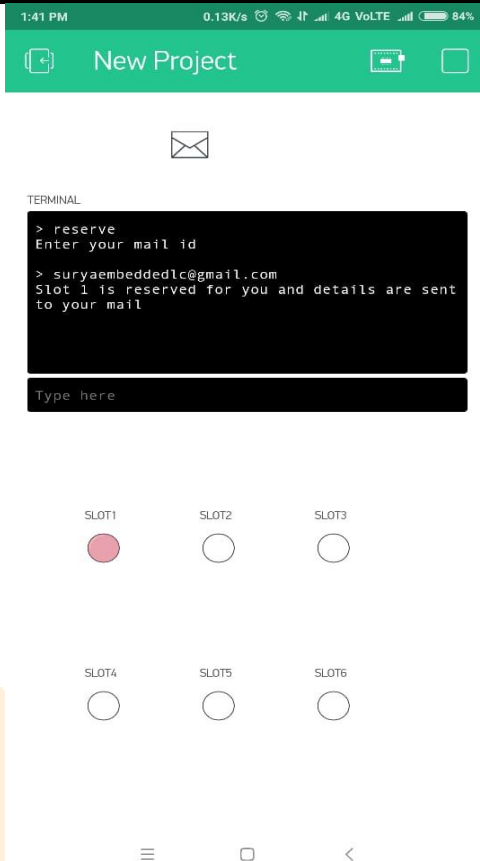 1:41 PM 0.13K/s 4G VoLTE 84%
New Project
TERMINAL
> reserve
Enter your mail id
> suryaembeddedlc@gmail.com
Slot 1 is reserved for you and details are sent
to your mail
Type here
SLOT1 SLOT2 SLOT3
SLOT4 SLOT5 SLOT6